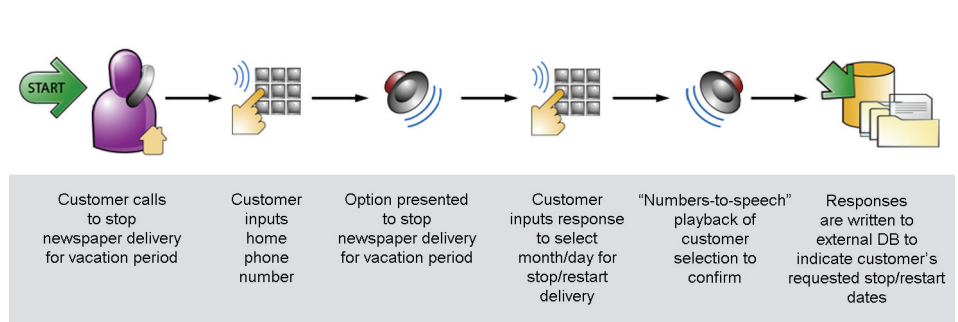 START
Customer calls
to stop
newspaper delivery
for vacation period
Customer
inputs
home
phone
number
Option presented
to stop
newspaper delivery
for vacation period
Customer
inputs response
to select
month/day for
stop/restart
delivery
“Numbers-to-speech”
playback of
customer
selection to
confirm
Responses
are written to
external DB to
indicate customer’s
requested stop/restart
dates